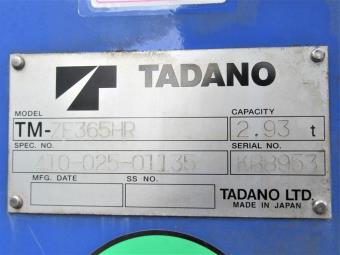 TADANO
MODEL CAPACITY
TM-ZE365HR 2.93 t
SPEC. NO. SERIAL NO.
410-025-01135 KB8953
MFG. DATE SS NO.
TADANO LTD.
MADE IN JAPAN